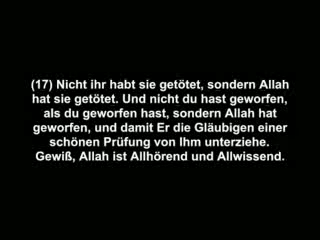 (17) Nicht ihr habt sie getötet, sondern Allah
hat sie getötet. Und nicht du hast geworfen,
als du geworfen hast, sondern Allah hat
geworfen, und damit Er die Gläubigen einer
schönen Prüfung von Ihm unterziehe.
Gewiß, Allah ist Allhörend und Allwissend.